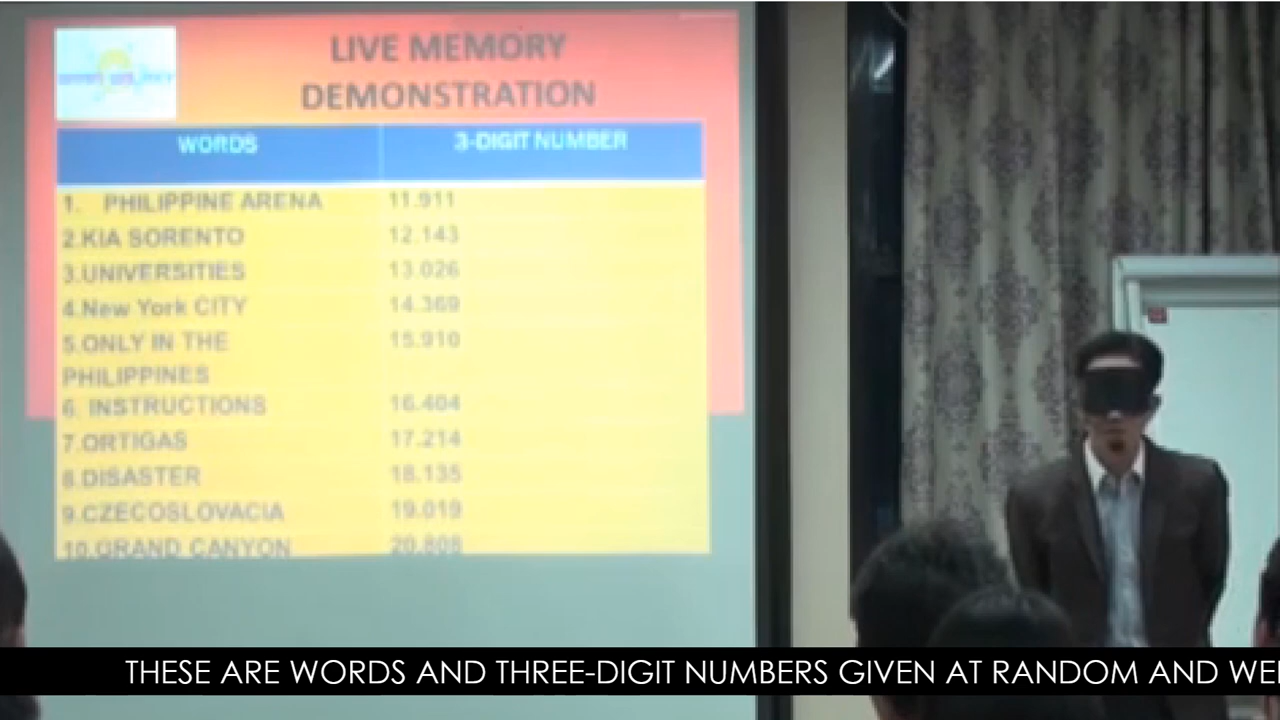 LIVE MEMORY
DEMONSTRATION
WORDS 3-DIGIT NUMBER
1. PHILIPPINE ARENA 11.911
2.KIA SORENTO 12.143
3.UNIVERSITIES 13.026
4.New York CITY 14.369
5.ONLY IN THE 15.910
PHILIPPINES
6. INSTRUCTIONS 16.404
7.ORTIGAS 17.214
8.DISASTER 18.135
9.CZECOSLOVACIA 19.019
10.GRAND CANYON 20.808
THESE ARE WORDS AND THREE-DIGIT NUMBERS GIVEN AT RANDOM AND